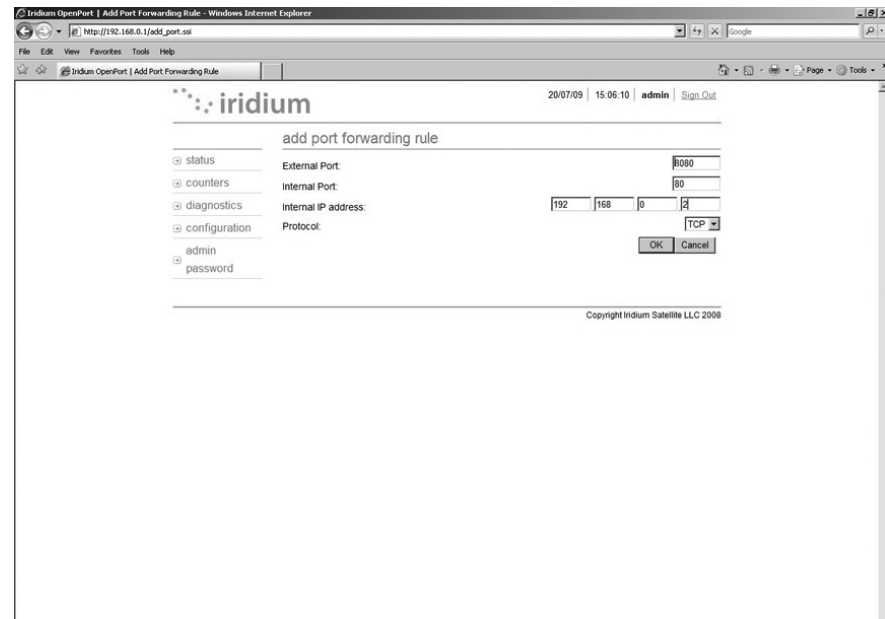 Iridium OpenPort | Add Port Forwarding Rule - Windows Internet Explorer
http://192.168.0.1/add_port.ssi
Google
File Edit View Favorites Tools Help
Iridium OpenPort | Add Port Forwarding Rule
Page Tools
iridium
20/07/09 | 15:06:10 | admin | Sign Out
add port forwarding rule
status
counters
diagnostics
configuration
admin password
External Port: 8080
Internal Port: 80
Internal IP address: 192 168 0 2
Protocol: TCP
OK Cancel
Copyright Iridium Satellite LLC 2008